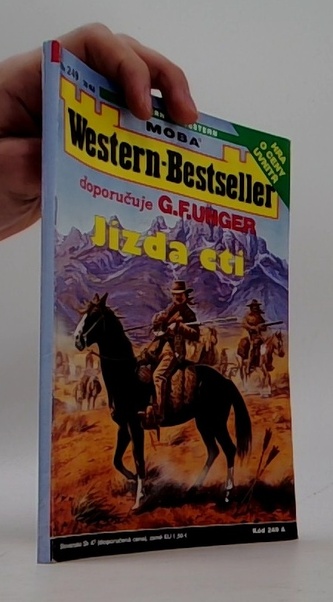 MOBA
Western-Bestseller
HRA
O CENY
UVNITŘ
doporučuje G.F.UNGER
Jízda cti
Kód 249 A